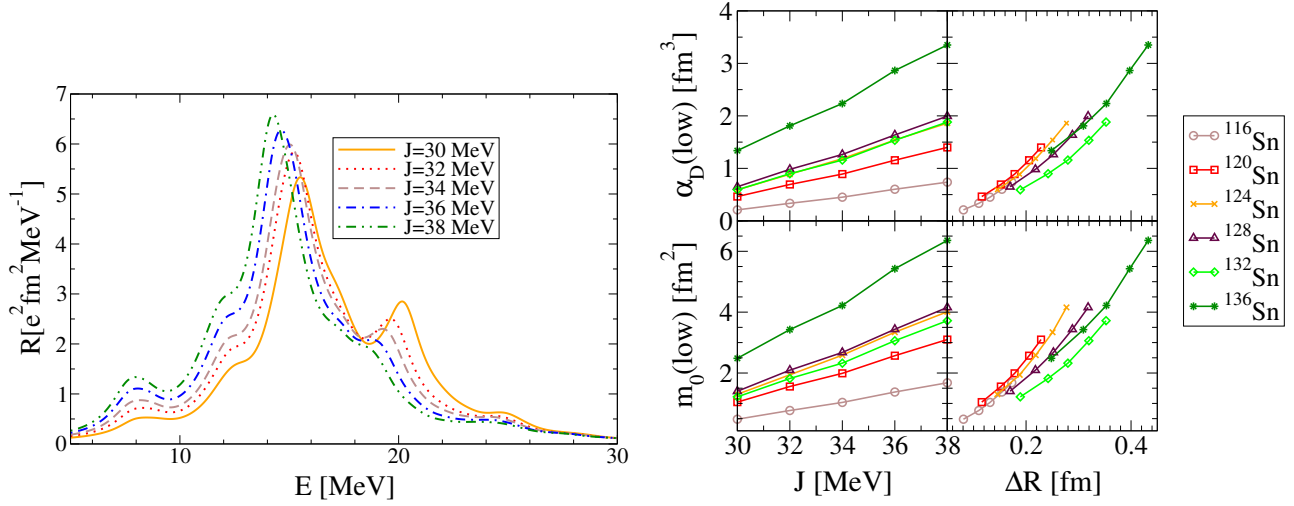 7
6
5
4
3
2
1
0
R[e²fm²MeV⁻¹]
10
20
30
E [MeV]
J=30 MeV
J=32 MeV
J=34 MeV
J=36 MeV
J=38 MeV
4
3
2
1
0
α_D(low) [fm³]
6
4
2
m₀(low) [fm²]
30
32
34
36
38
J [MeV]
0.2
0.4
ΔR [fm]
¹¹⁶Sn
¹²⁰Sn
¹²⁴Sn
¹²⁸Sn
¹³²Sn
¹³⁶Sn